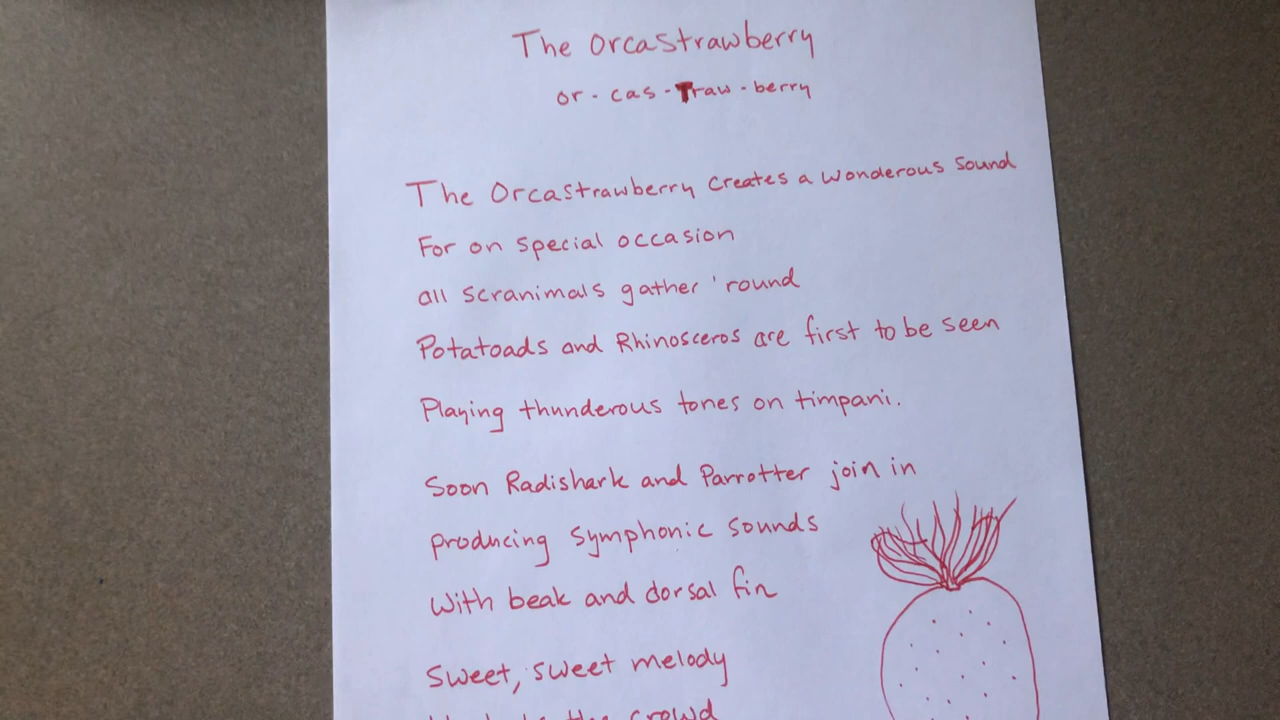 The Orcastrawberry
or - cas - Traw - berry
The Orcastrawberry creates a wonderous sound
For on special occasion
all scranimals gather 'round
Potatoads and Rhinosceros are first to be seen
Playing thunderous tones on timpani.
Soon Radishark and Parrotter join in
producing symphonic sounds
With beak and dorsal fin
Sweet, sweet melody
the crowd